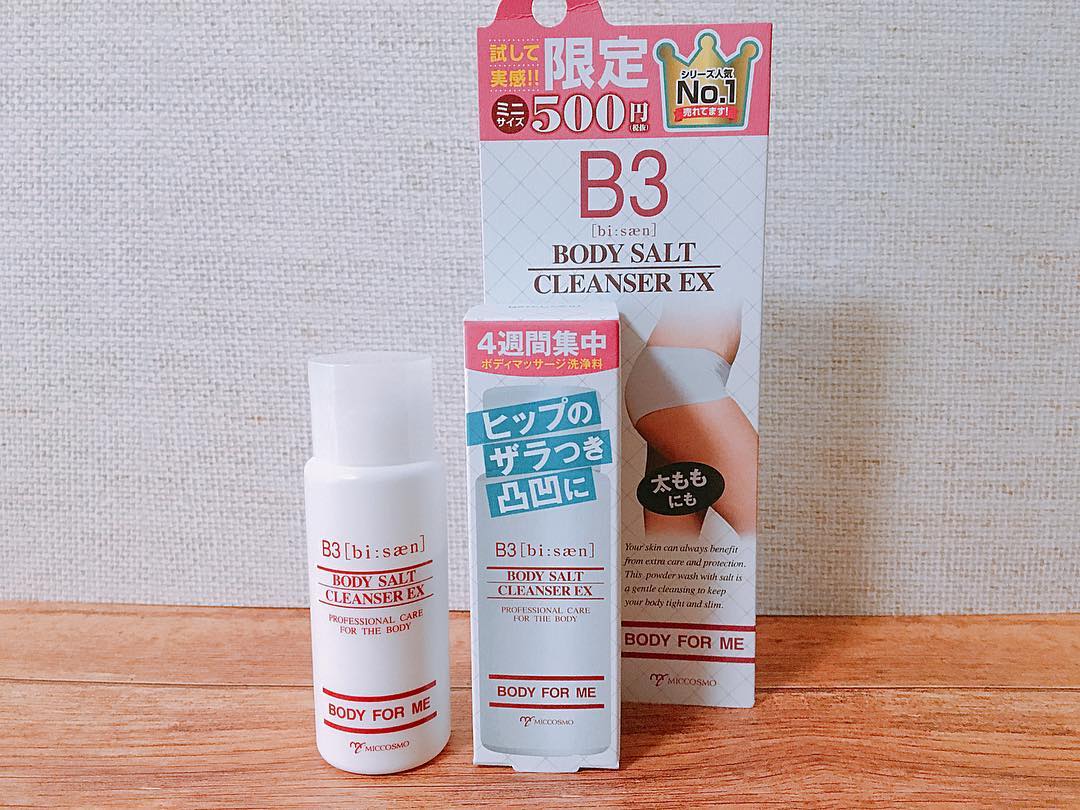 試して
実感!!
限定
ミニ
サイズ
500円
(税抜)
シリーズ人気
No.1
売れてます!
B3
[bi:sæn]
BODY SALT
CLEANSER EX
太ももにも
Your skin can always benefit
from extra care and protection.
This powder wash with salt is
a gentle cleansing to keep
your body tight and slim.
BODY FOR ME
MICCOSMO
4週間集中
ボディマッサージ洗浄料
ヒップの
ザラつき
凸凹に
B3[bi:sæn]
BODY SALT
CLEANSER EX
PROFESSIONAL CARE
FOR THE BODY
BODY FOR ME
MICCOSMO
B3[bi:sæn]
BODY SALT
CLEANSER EX
PROFESSIONAL CARE
FOR THE BODY
BODY FOR ME
MICCOSMO